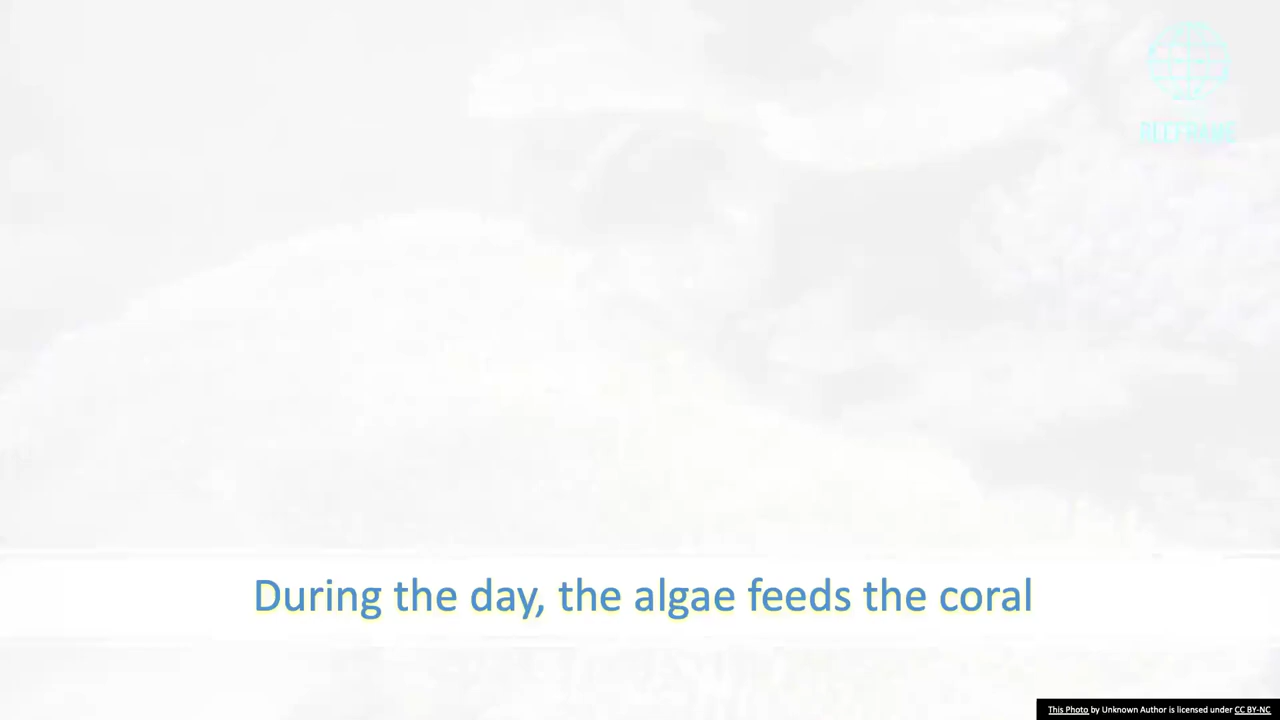 During the day, the algae feeds the coral
This Photo by Unknown Author is licensed under CC BY-NC